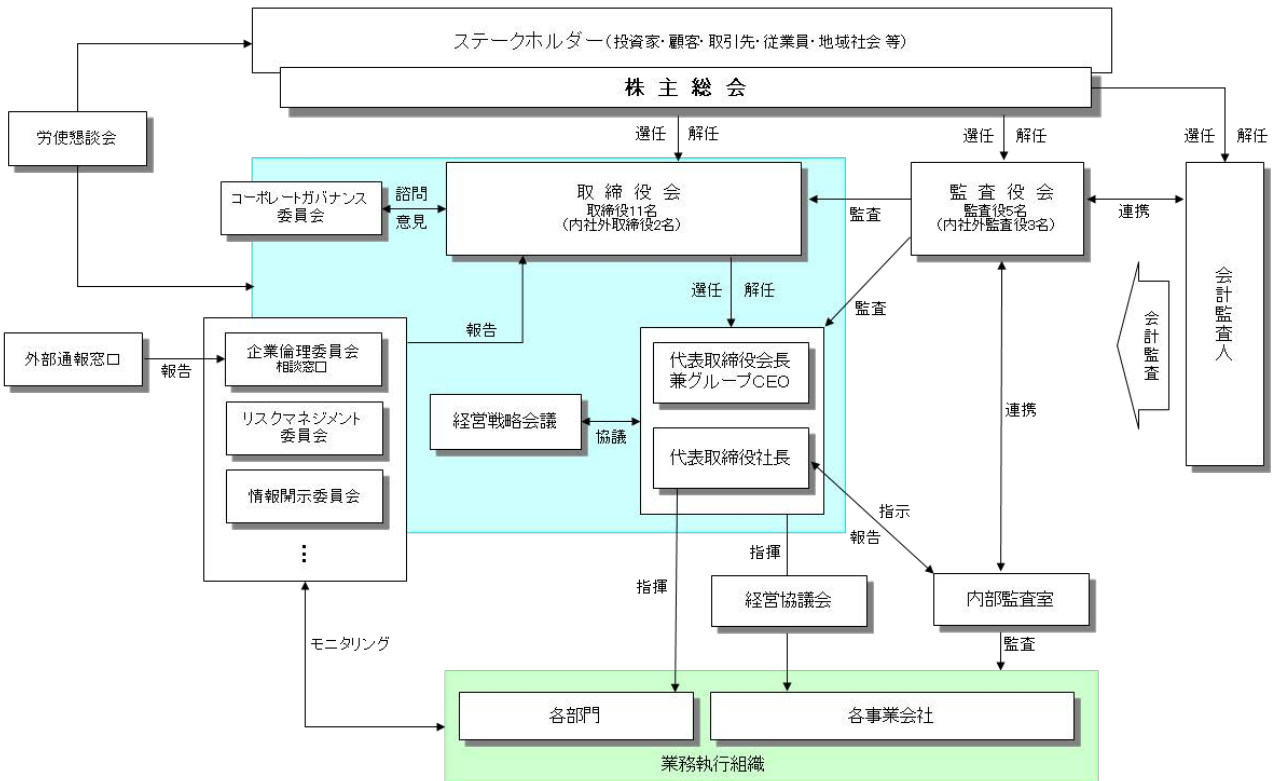 ステークホルダー(投資家・顧客・取引先・従業員・地域社会 等)
株 主 総 会
労使懇談会
選任 解任
選任 解任
選任 解任
コーポレートガバナンス
委員会
諮問
意見
取 締 役 会
取締役11名
(内社外取締役2名)
監査
監 査 役 会
監査役5名
(内社外監査役3名)
連携
会計監査人
選任 解任
監査
会計監査
報告
外部通報窓口
報告
企業倫理委員会
相談窓口
リスクマネジメント
委員会
情報開示委員会
⋮
代表取締役会長
兼グループCEO
経営戦略会議
協議
代表取締役社長
連携
指示
報告
指揮
指揮
経営協議会
内部監査室
モニタリング
監査
各部門
各事業会社
業務執行組織